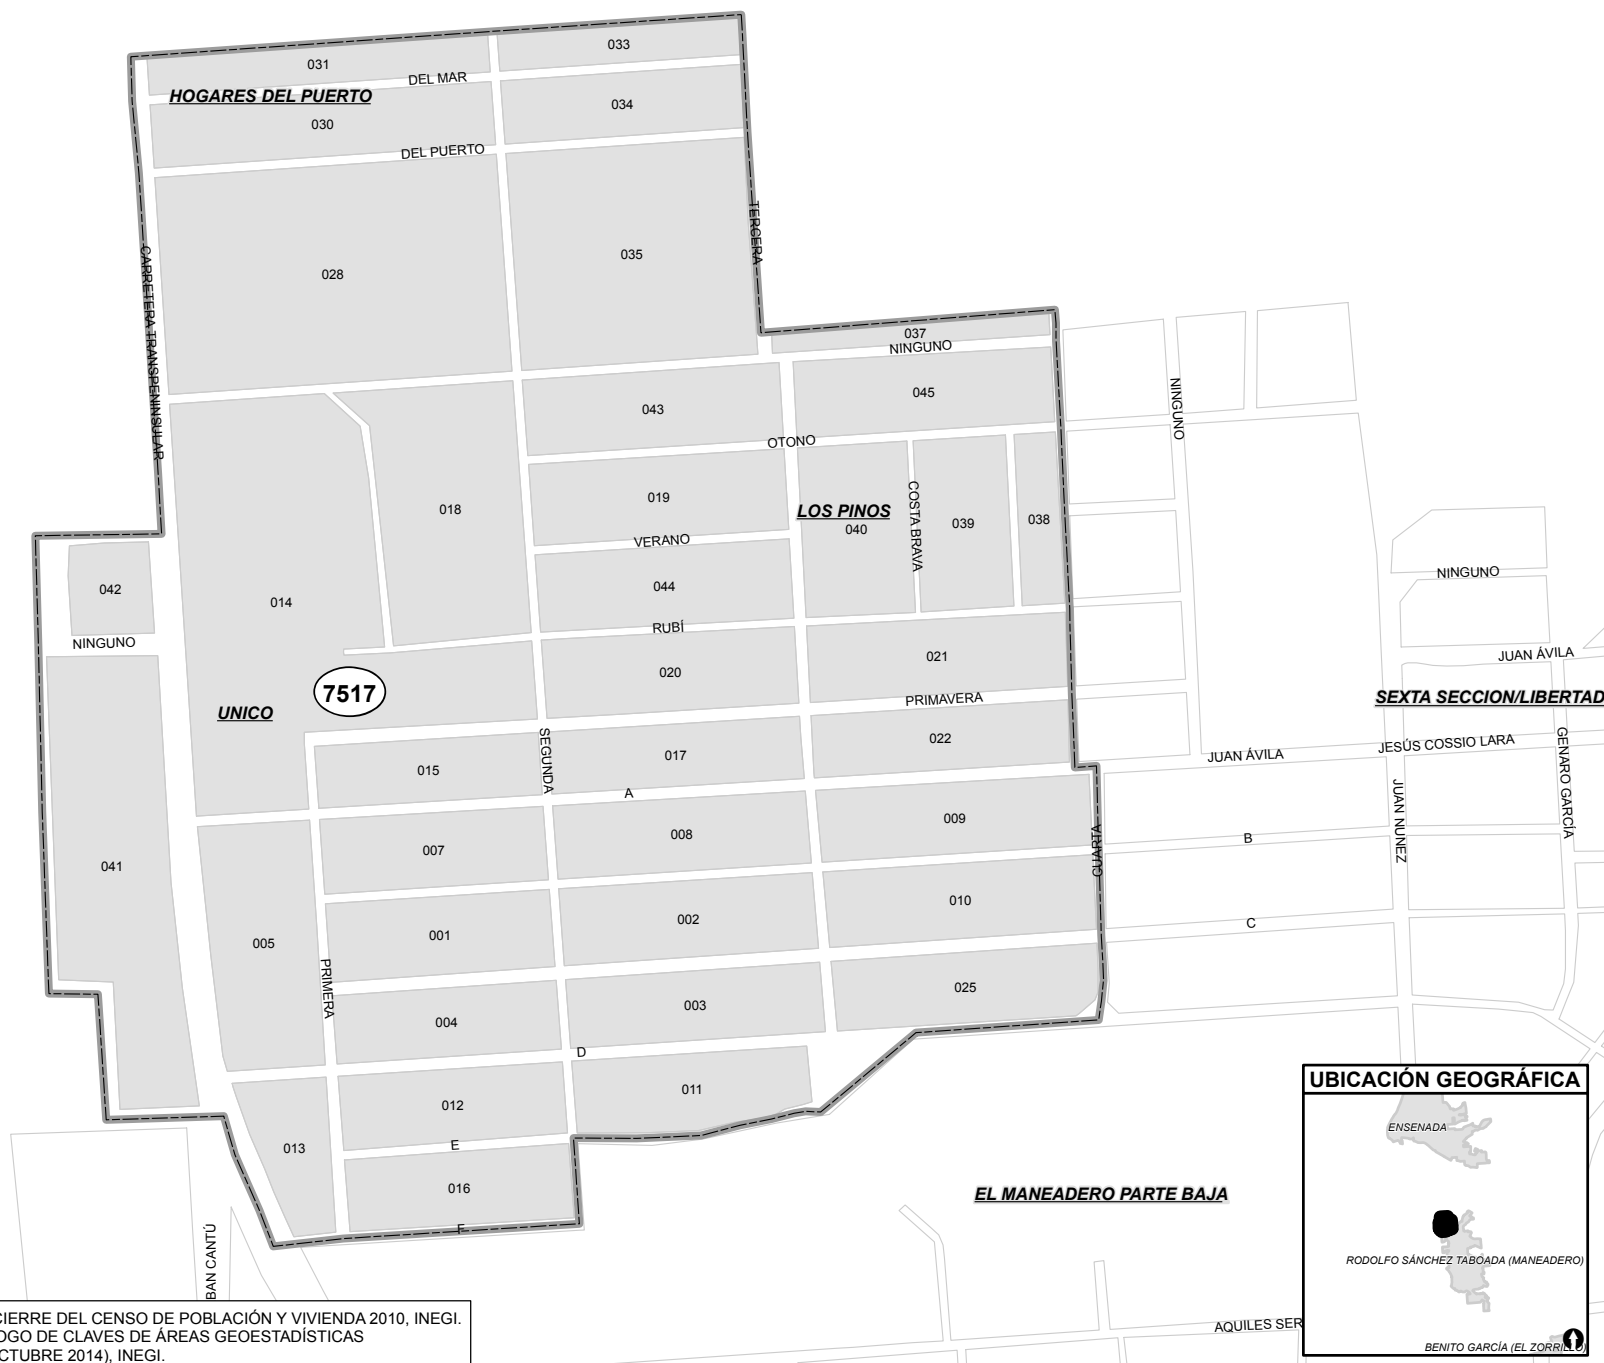 033
031
DEL MAR
HOGARES DEL PUERTO
034
030
DEL PUERTO
TERCERA
035
028
CARRETERA TRANSPENINSULAR
037
NINGUNO
045
043
NINGUNO
OTONO
019
018
LOS PINOS
040
COSTA BRAVA
039
038
VERANO
044
042
014
NINGUNO
RUBÍ
NINGUNO
021
JUAN ÁVILA
020
7517
PRIMAVERA
SEXTA SECCION/LIBERTAD
UNICO
022
SEGUNDA
017
JUAN ÁVILA
JESÚS COSSIO LARA
GENARO GARCÍA
015
A
JUAN NUNEZ
009
008
007
CUARTA
B
041
010
002
001
C
005
PRIMERA
025
003
004
D
011
012
E
013
016
F
EL MANEADERO PARTE BAJA
BAN CANTÚ
AQUILES SER
UBICACIÓN GEOGRÁFICA
ENSENADA
RODOLFO SÁNCHEZ TABOADA (MANEADERO)
BENITO GARCÍA (EL ZORRILLO)
CIERRE DEL CENSO DE POBLACIÓN Y VIVIENDA 2010, INEGI.
OGO DE CLAVES DE ÁREAS GEOESTADÍSTICAS
CTUBRE 2014), INEGI.